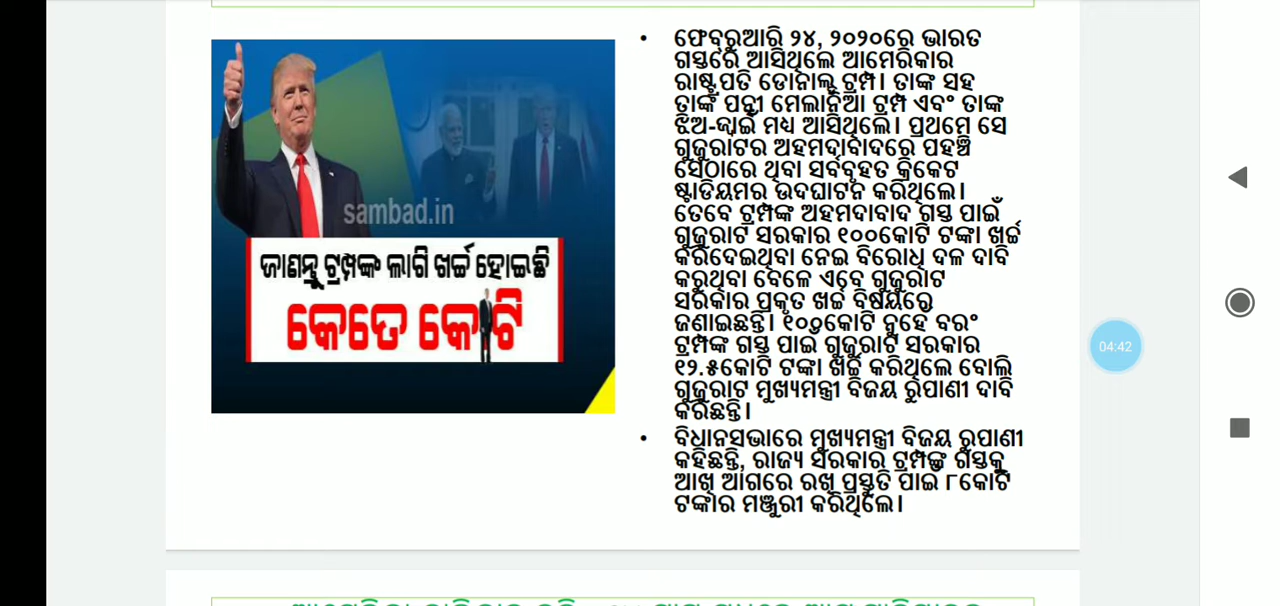 sambad.in
ଜାଣନ୍ତୁ ଟ୍ରମ୍ପଙ୍କ ଲାଗି ଖର୍ଚ୍ଚ ହୋଇଛି
କେତେ କୋଟି
• ଫେବ୍ରୁଆରି ୨୪, ୨୦୨୦ରେ ଭାରତ
ଗସ୍ତରେ ଆସିଥିଲେ ଆମେରିକାର
ରାଷ୍ଟ୍ରପତି ଡୋନାଲ୍ଡ ଟ୍ରମ୍ପ। ତାଙ୍କ ସହ
ତାଙ୍କ ପତ୍ନୀ ମେଲାନିଆ ଟ୍ରମ୍ପ ଏବଂ ତାଙ୍କ
ଝିଅ-ଜ୍ୱାଇଁ ମଧ୍ୟ ଆସିଥିଲେ। ପ୍ରଥମେ ସେ
ଗୁଜୁରାଟର ଅହମଦାବାଦରେ ପହଞ୍ଚି
ସେଠାରେ ଥିବା ସର୍ବବୃହତ କ୍ରିକେଟ
ଷ୍ଟାଡିୟମର ଉଦଘାଟନ କରିଥିଲେ।
ତେବେ ଟ୍ରମ୍ପଙ୍କ ଅହମଦାବାଦ ଗସ୍ତ ପାଇଁ
ଗୁଜୁରାଟ ସରକାର ୧୦୦କୋଟି ଟଙ୍କା ଖର୍ଚ୍ଚ
କରିଦେଇଥିବା ନେଇ ବିରୋଧି ଦଳ ଦାବି
କରୁଥିବା ବେଳେ ଏବେ ଗୁଜୁରାଟ
ସରକାର ପ୍ରକୃତ ଖର୍ଚ୍ଚ ବିଷୟରେ
ଜଣାଇଛନ୍ତି। ୧୦୦କୋଟି ନୁହେଁ ବରଂ
ଟ୍ରମ୍ପଙ୍କ ଗସ୍ତ ପାଇଁ ଗୁଜୁରାଟ ସରକାର
୧୨.୫କୋଟି ଟଙ୍କା ଖର୍ଚ୍ଚ କରିଥିଲେ ବୋଲି
ଗୁଜୁରାଟ ମୁଖ୍ୟମନ୍ତ୍ରୀ ବିଜୟ ରୁପାଣୀ ଦାବି
କରିଛନ୍ତି।
• ବିଧାନସଭାରେ ମୁଖ୍ୟମନ୍ତ୍ରୀ ବିଜୟ ରୁପାଣୀ
କହିଛନ୍ତି, ରାଜ୍ୟ ସରକାର ଟ୍ରମ୍ପଙ୍କ ଗସ୍ତକୁ
ଆଖି ଆଗରେ ରଖି ପ୍ରସ୍ତୁତି ପାଇଁ ୮କୋଟି
ଟଙ୍କାର ମଞ୍ଜୁରୀ କରିଥିଲେ।
04:42